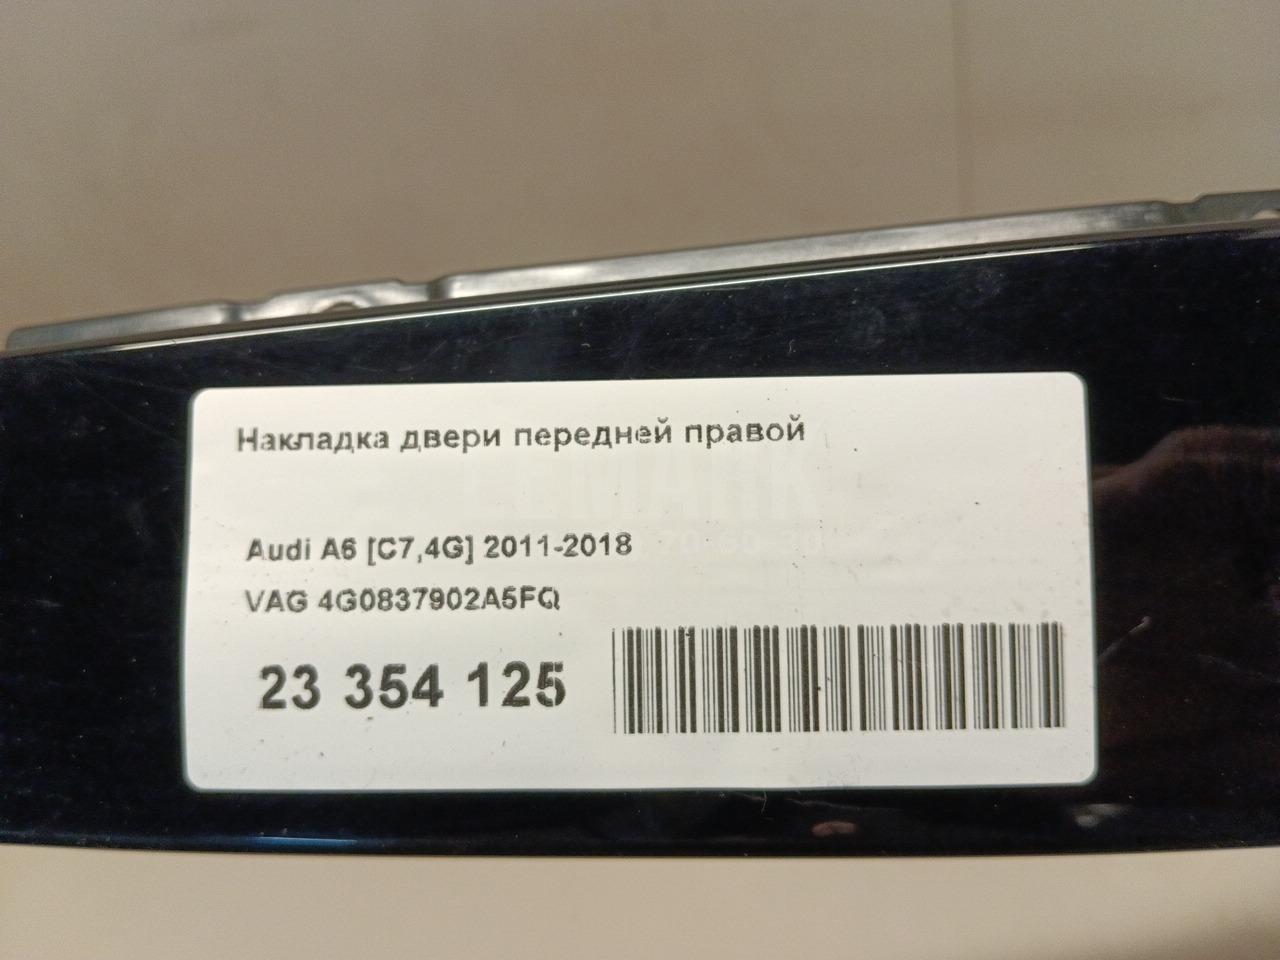 Накладка двери передней правой
Audi A6 [C7,4G] 2011-2018
VAG 4G0837902A5FQ
23 354 125